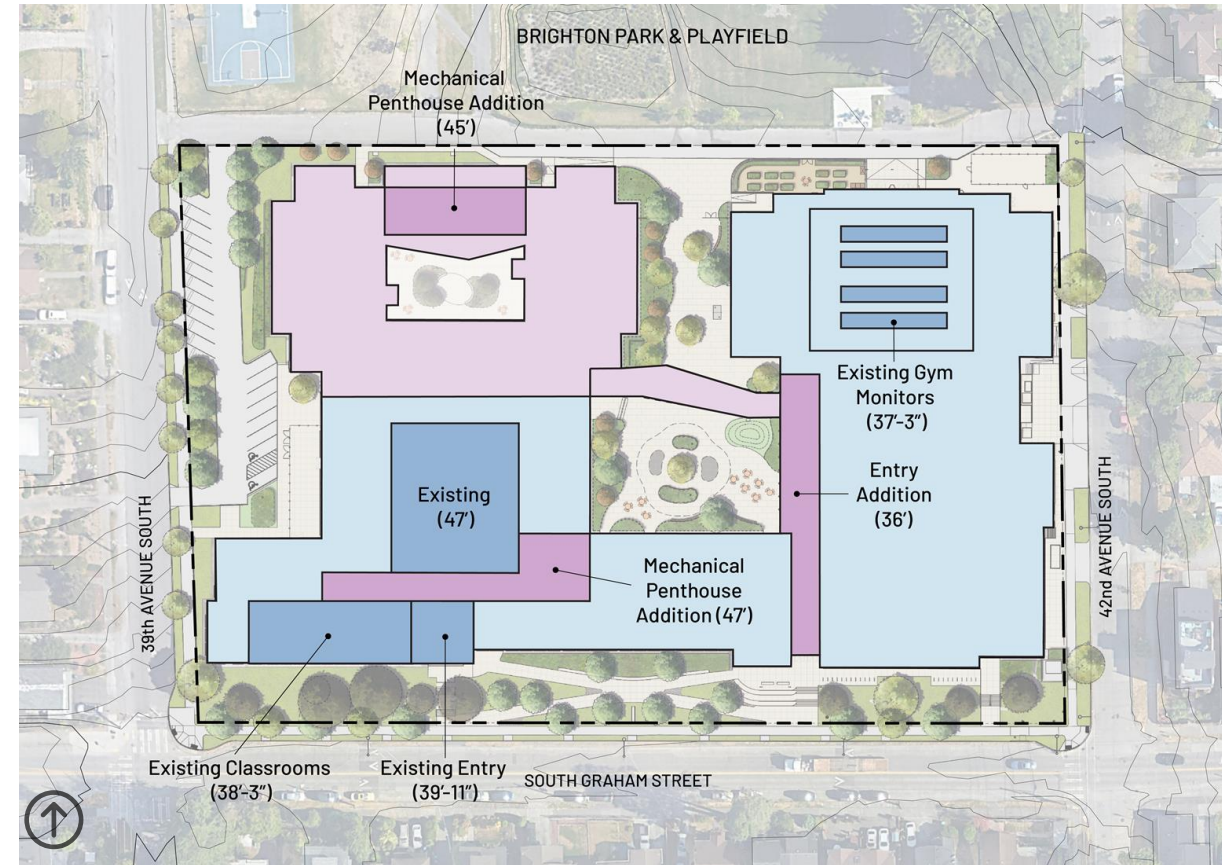 BRIGHTON PARK & PLAYFIELD
Mechanical
Penthouse Addition
(45’)
Existing Gym
Monitors
(37’-3”)
Existing
(47’)
Entry
Addition
(36’)
Mechanical
Penthouse
Addition (47’)
39th AVENUE SOUTH
42nd AVENUE SOUTH
Existing Classrooms
(38’-3”)
Existing Entry
(39’-11”)
SOUTH GRAHAM STREET